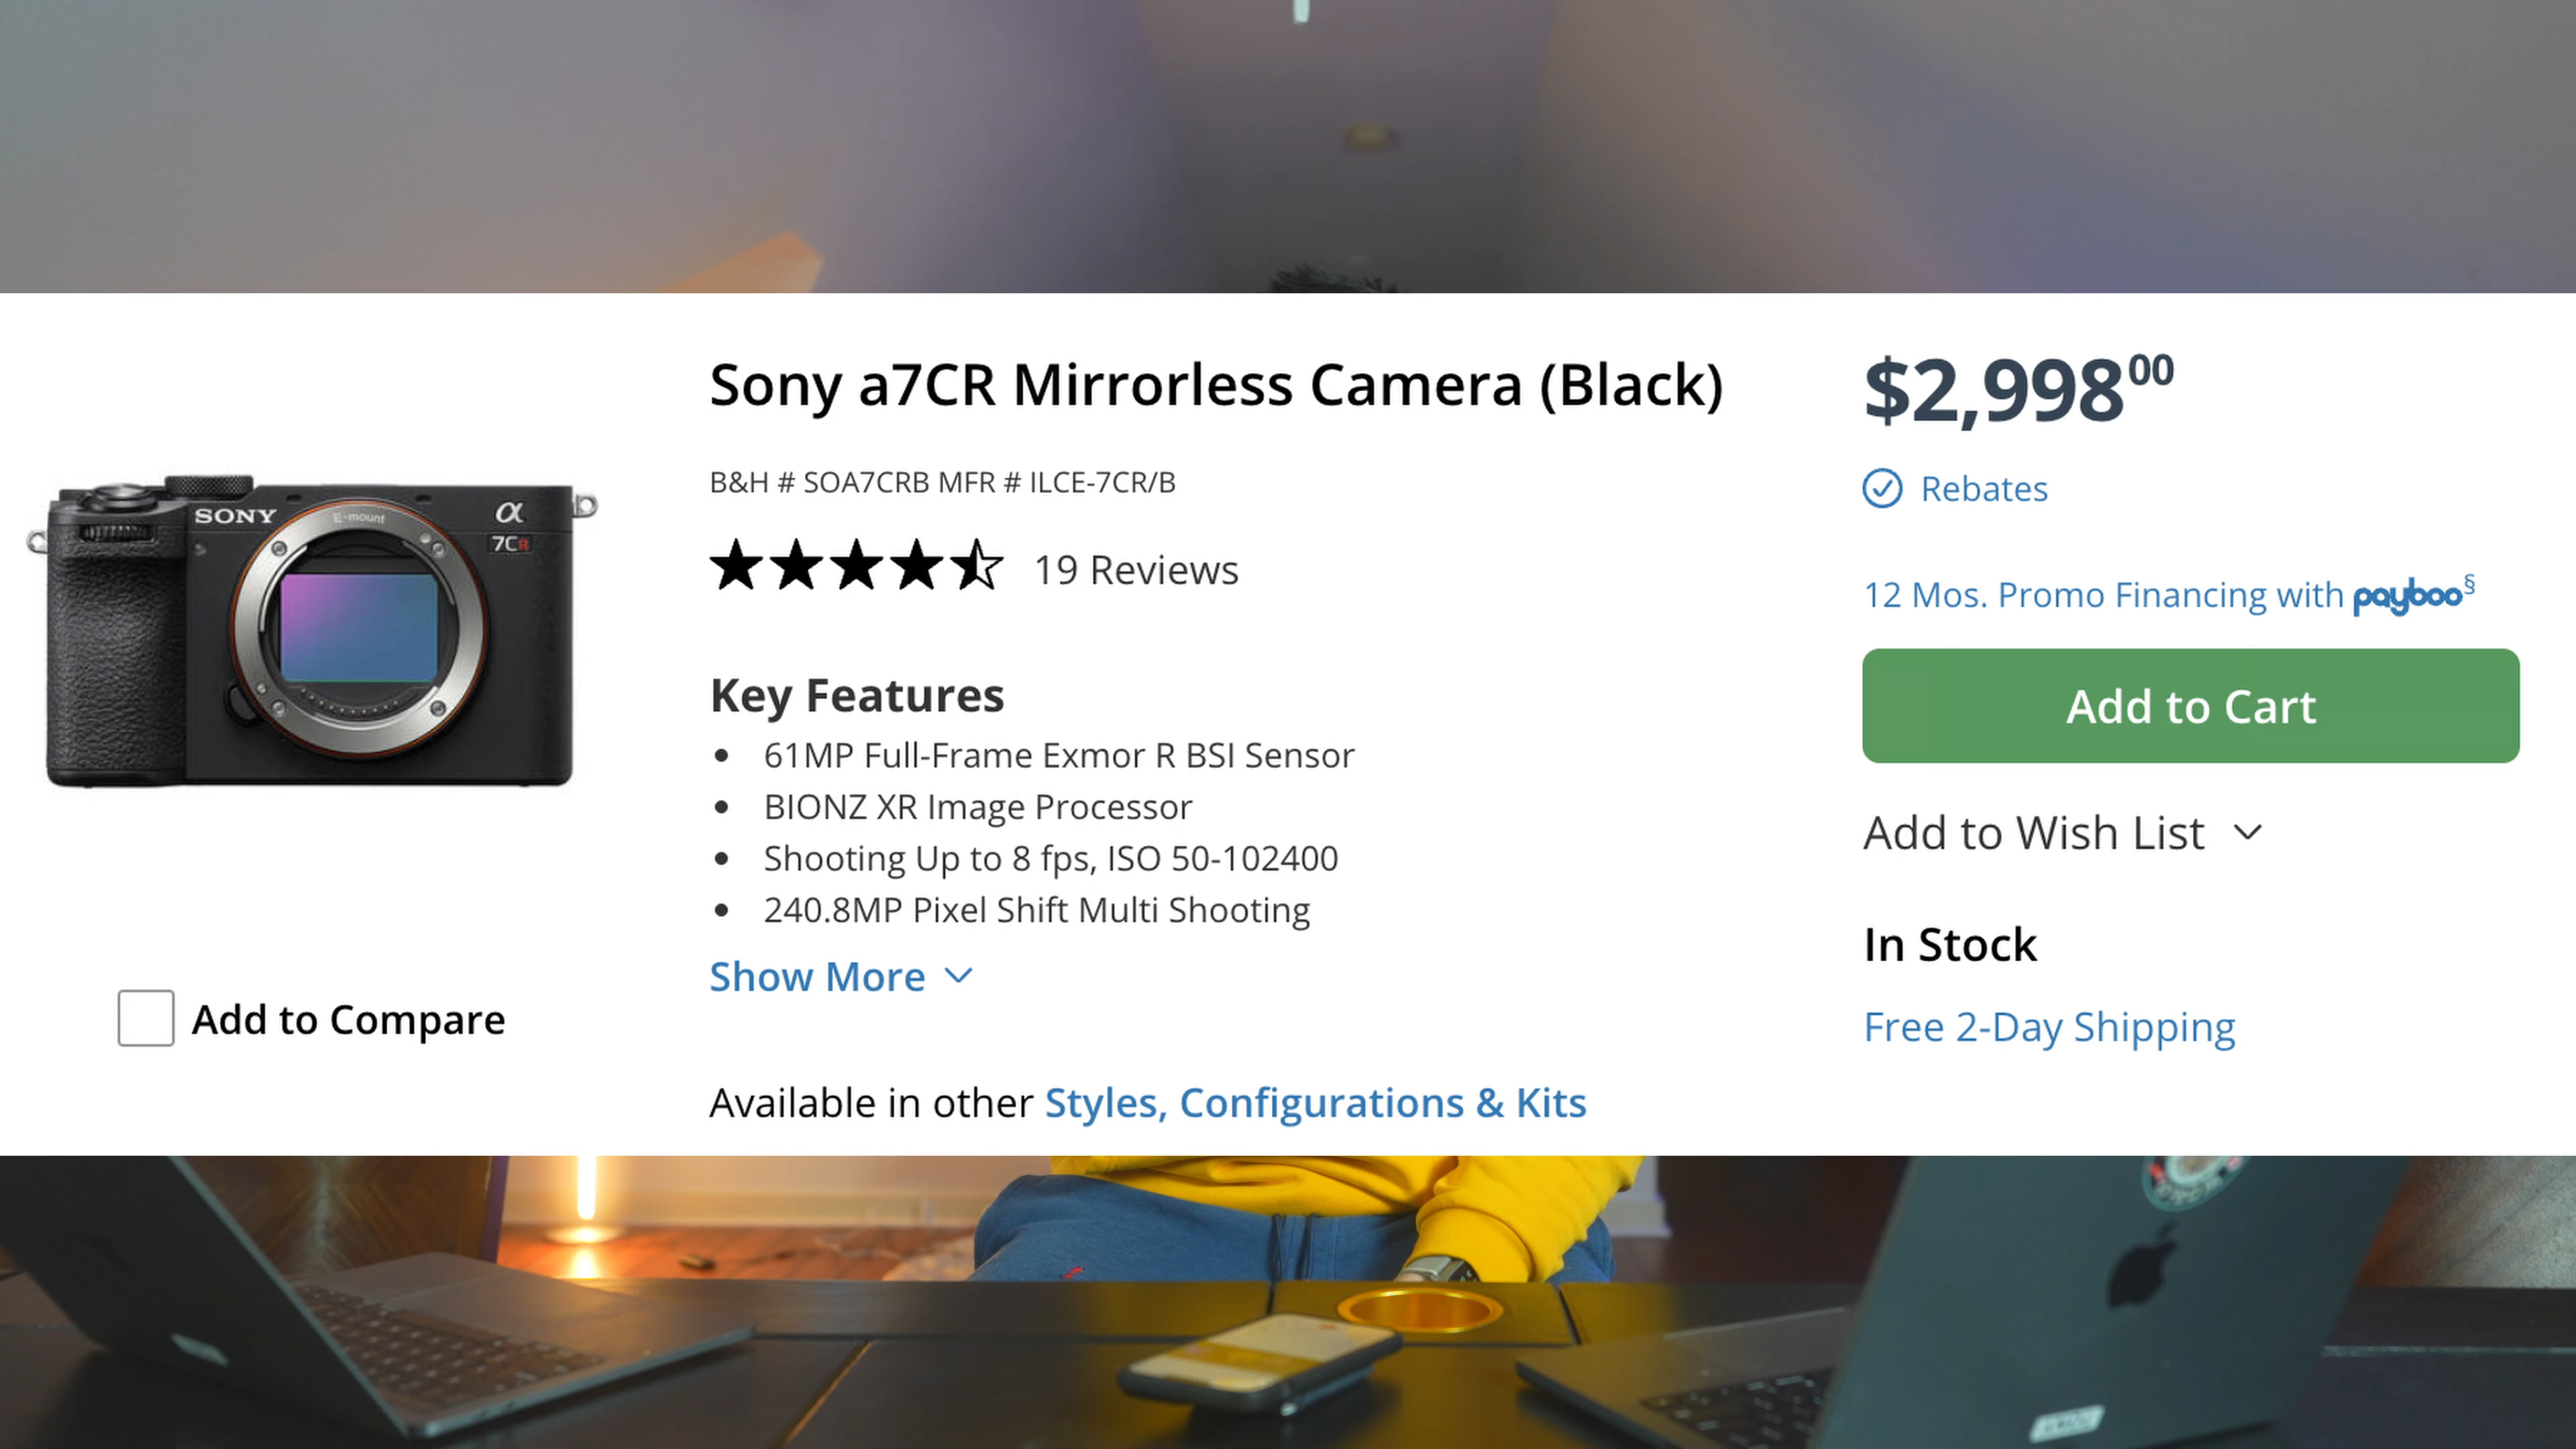 Sony a7CR Mirrorless Camera (Black)
B&H # SOA7CRB MFR # ILCE-7CR/B
19 Reviews
Key Features
• 61MP Full-Frame Exmor R BSI Sensor
• BIONZ XR Image Processor
• Shooting Up to 8 fps, ISO 50-102400
• 240.8MP Pixel Shift Multi Shooting
Show More
Available in other Styles, Configurations & Kits
SONY
E-mount
α
7CR
Add to Compare
$2,998.00
Rebates
12 Mos. Promo Financing with payboo§
Add to Cart
Add to Wish List
In Stock
Free 2-Day Shipping